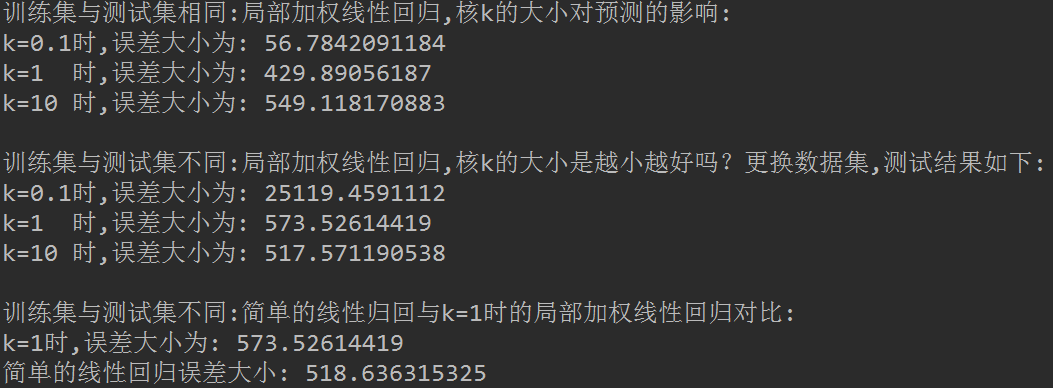 训练集与测试集相同:局部加权线性回归,核k的大小对预测的影响:
k=0.1时,误差大小为: 56.7842091184
k=1  时,误差大小为: 429.89056187
k=10 时,误差大小为: 549.118170883
训练集与测试集不同:局部加权线性回归,核k的大小是越小越好吗？更换数据集,测试结果如下:
k=0.1时,误差大小为: 25119.4591112
k=1  时,误差大小为: 573.52614419
k=10 时,误差大小为: 517.571190538
训练集与测试集不同:简单的线性归回与k=1时的局部加权线性回归对比:
k=1时,误差大小为: 573.52614419
简单的线性回归误差大小: 518.636315325